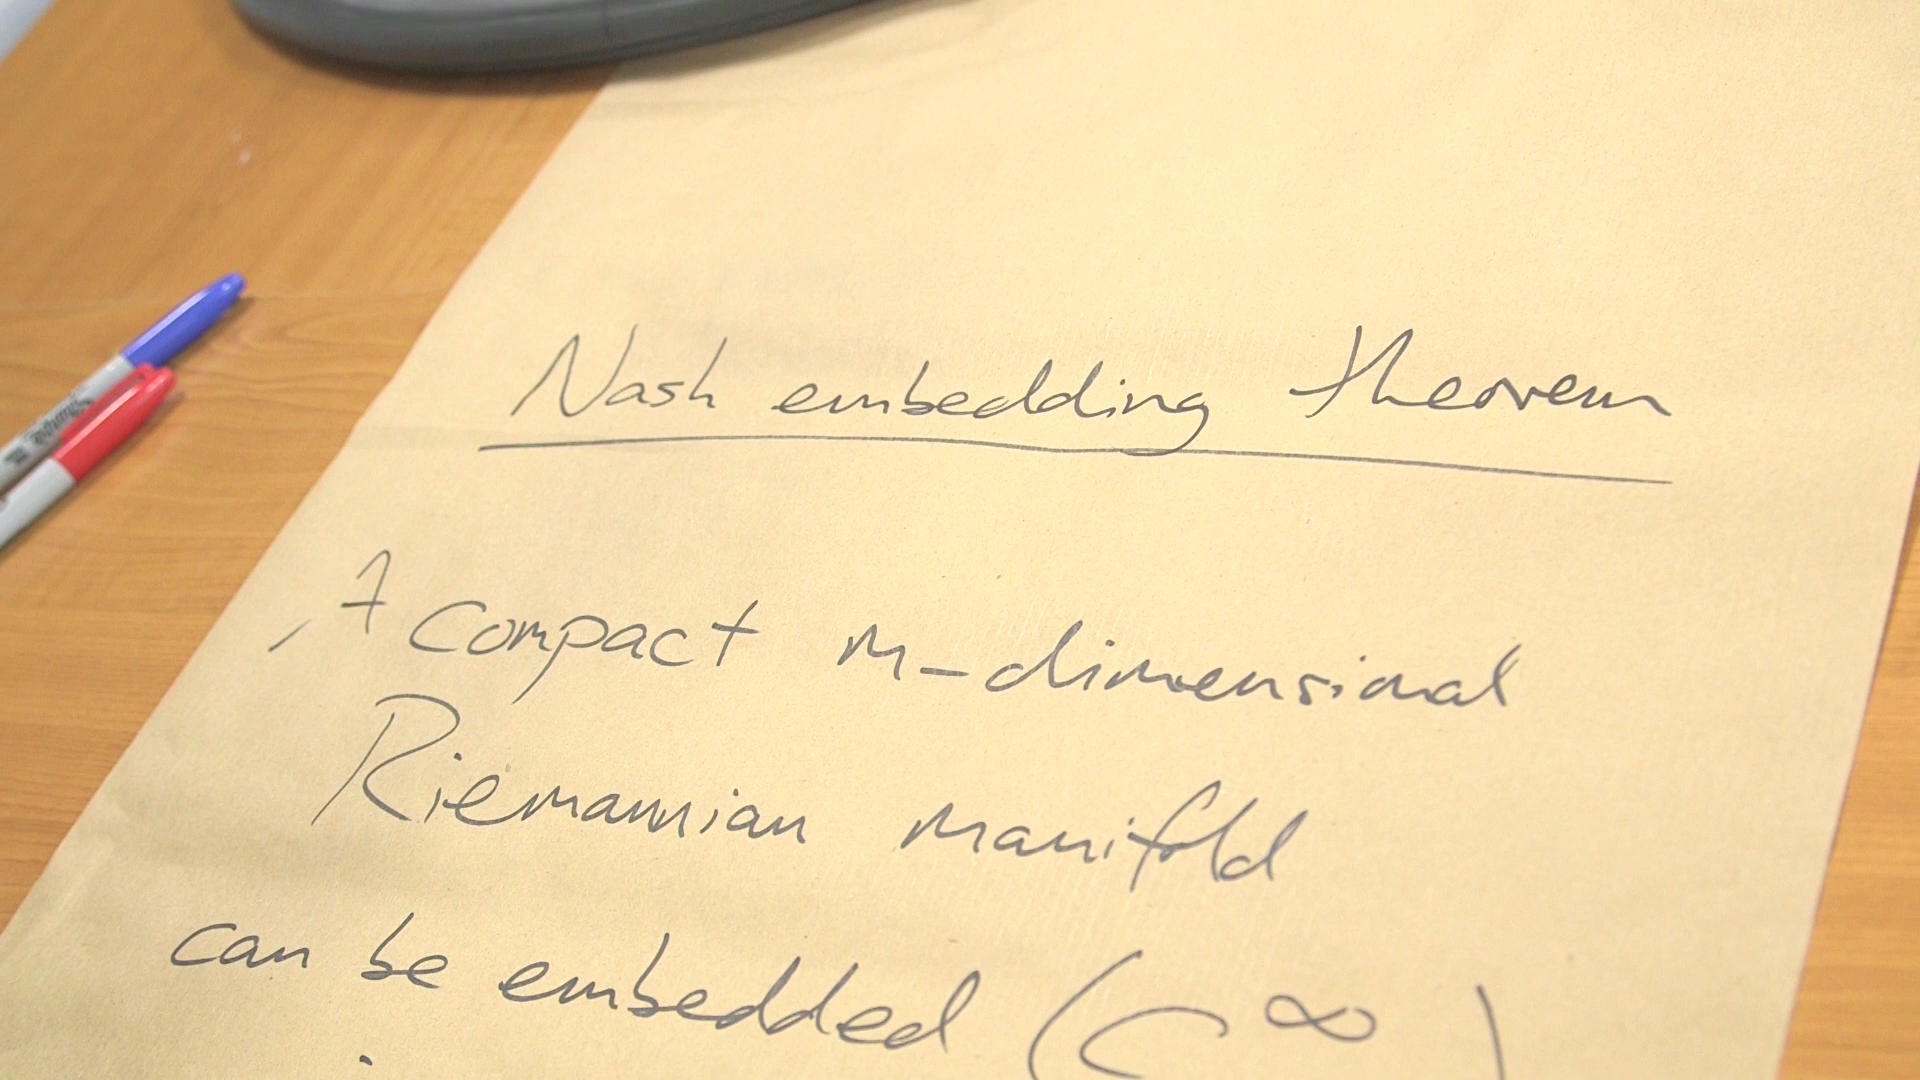 Nash embedding theorem
A compact m-dimensional
Riemannian manifold
can be embedded (C^∞)